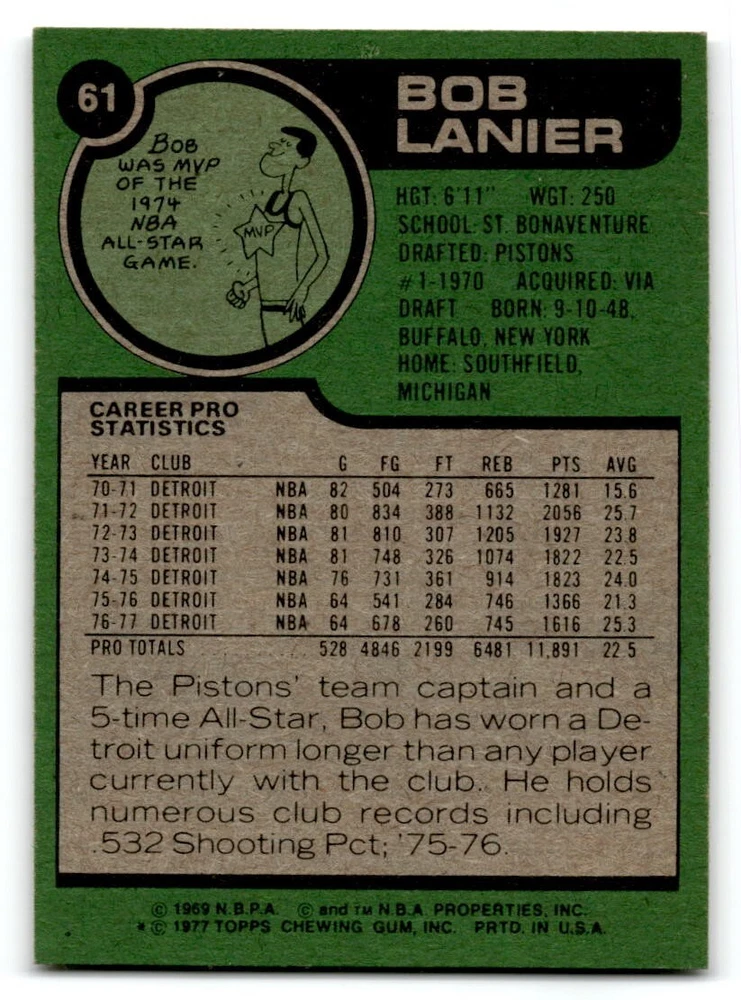 61
BOB
LANIER
BOB
WAS MVP
OF THE
1974
NBA
ALL-STAR
GAME.
MVP
HGT: 6'11" WGT: 250
SCHOOL: ST. BONAVENTURE
DRAFTED: PISTONS
#1-1970 ACQUIRED: VIA
DRAFT BORN: 9-10-48,
BUFFALO, NEW YORK
HOME: SOUTHFIELD,
MICHIGAN
CAREER PRO
STATISTICS
YEAR CLUB G FG FT REB PTS AVG
70-71 DETROIT NBA 82 504 273 665 1281 15.6
71-72 DETROIT NBA 80 834 388 1132 2056 25.7
72-73 DETROIT NBA 81 810 307 1205 1927 23.8
73-74 DETROIT NBA 81 748 326 1074 1822 22.5
74-75 DETROIT NBA 76 731 361 914 1823 24.0
75-76 DETROIT NBA 64 541 284 746 1366 21.3
76-77 DETROIT NBA 64 678 260 745 1616 25.3
PRO TOTALS 528 4846 2199 6481 11,891 22.5
The Pistons' team captain and a
5-time All-Star, Bob has worn a De-
troit uniform longer than any player
currently with the club. He holds
numerous club records including
.532 Shooting Pct; '75-76.
© 1969 N.B.P.A. © and TM N.B.A PROPERTIES, INC.
* © 1977 TOPPS CHEWING GUM, INC. PRTD. IN U.S.A.